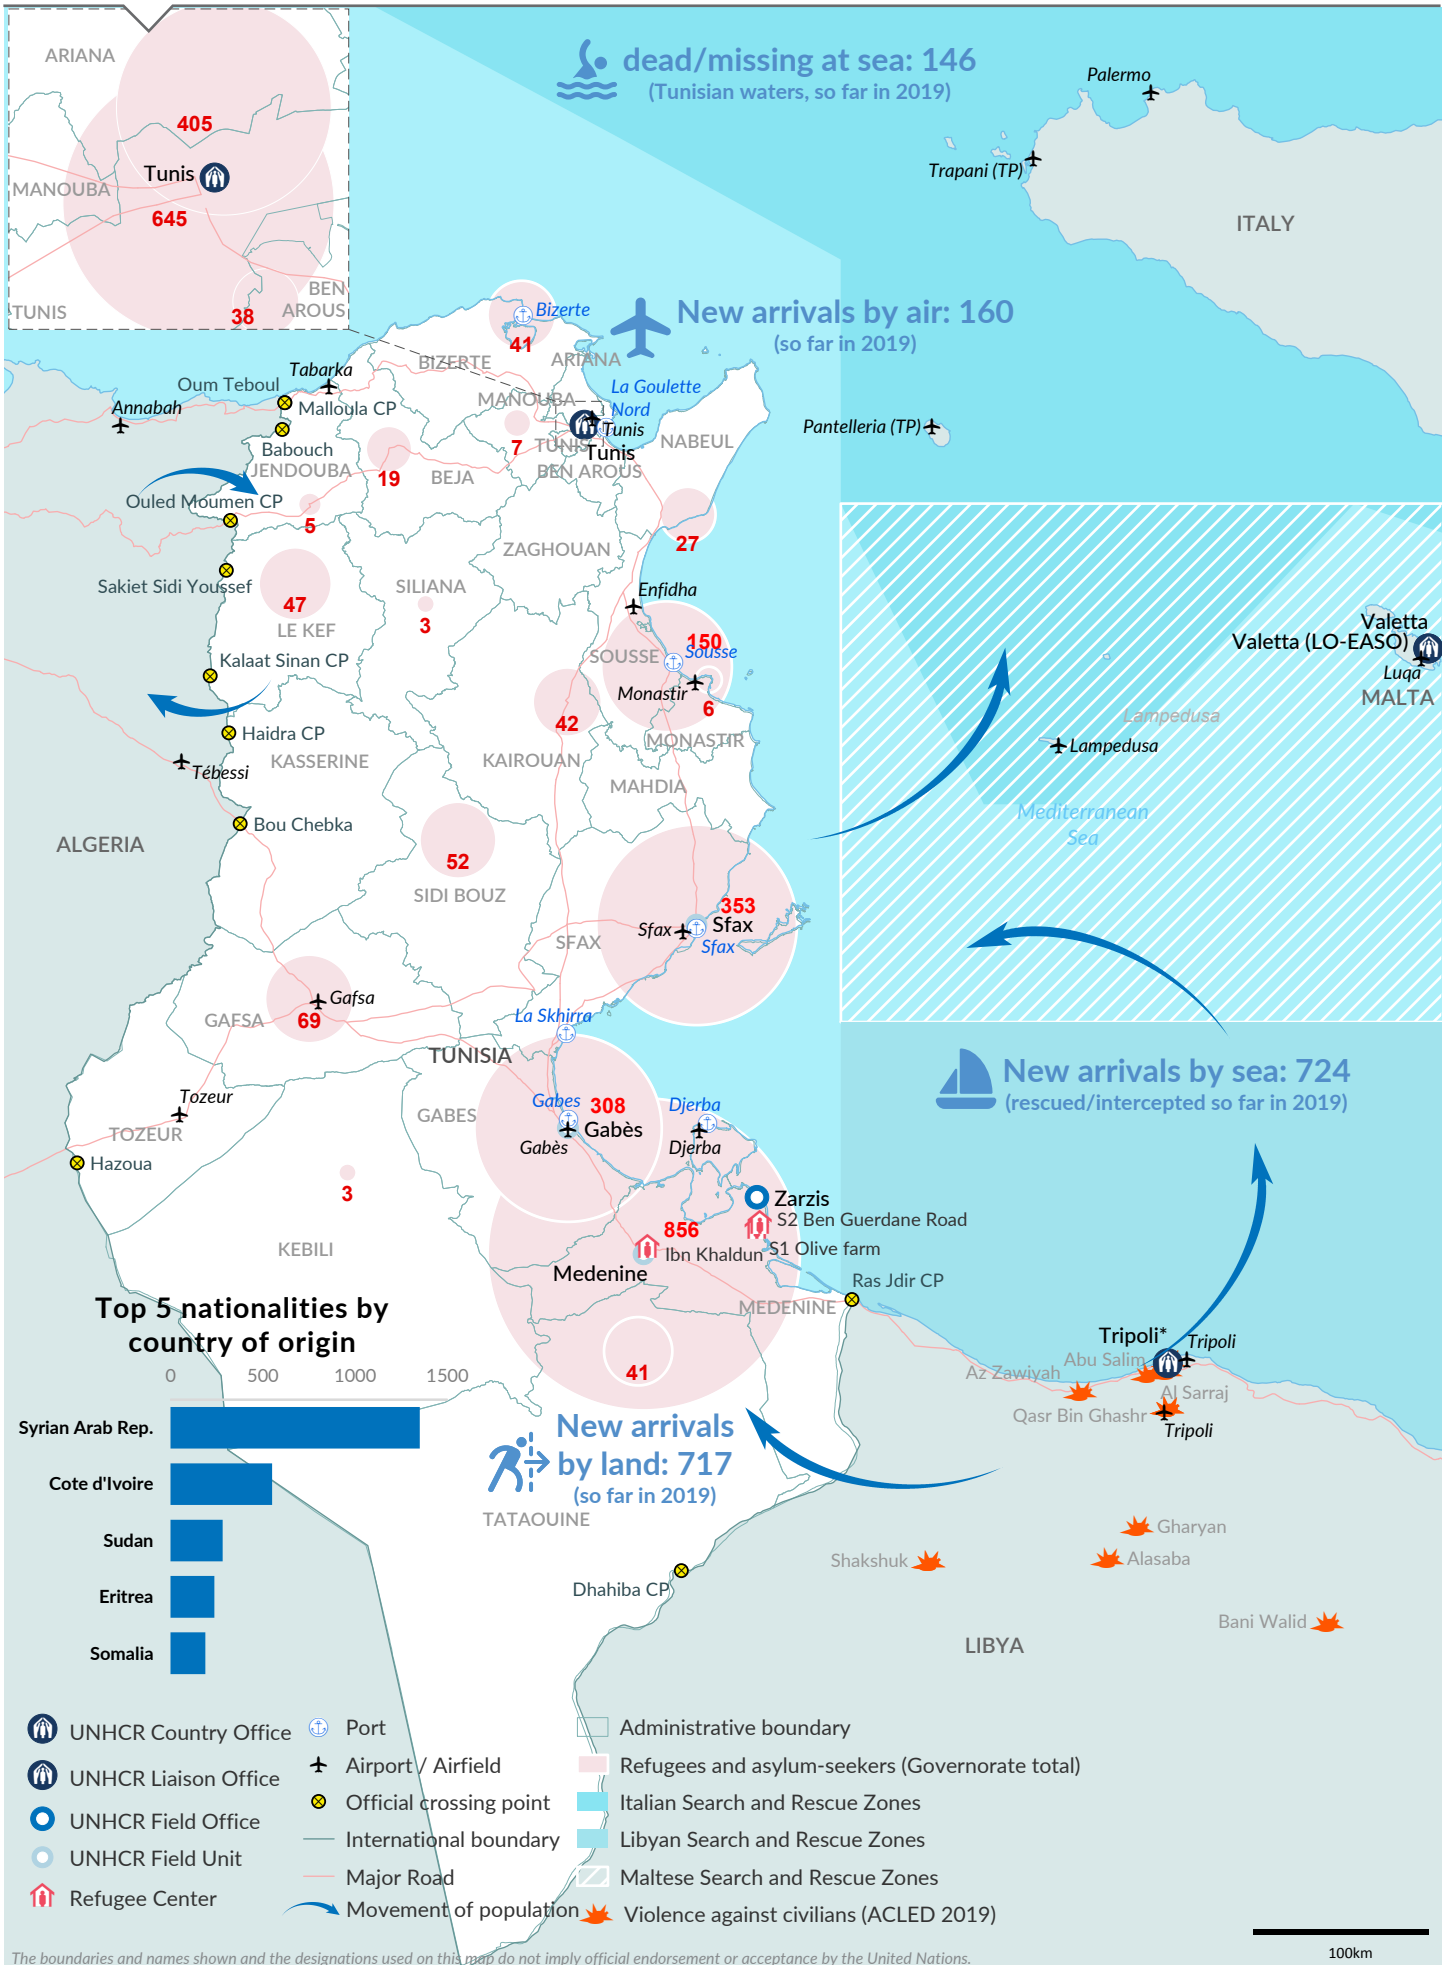 ARIANA
405
Tunis
MANOUBA
645
BEN
AROUS
TUNIS
38
dead/missing at sea: 146
(Tunisian waters, so far in 2019)
Palermo
Trapani (TP)
ITALY
New arrivals by air: 160
(so far in 2019)
Bizerte
41
BIZERTE
ARIANA
La Goulette
Nord
Tabarka
Oum Teboul
Malloula CP
Annabah
MANOUBA
7
Tunis
TUNIS
Tunis
NABEUL
Pantelleria (TP)
Babouch
JENDOUBA
19
BEJA
BEN AROUS
Ouled Moumen CP
5
27
ZAGHOUAN
Sakiet Sidi Youssef
47
SILIANA
Enfidha
3
LE KEF
150
Sousse
SOUSSE
Kalaat Sinan CP
Monastir
6
42
Valetta
Valetta (LO-EASO)
Luqa
MALTA
Lampedusa
Lampedusa
Haidra CP
KASSERINE
KAIROUAN
MONASTIR
Tébessi
MAHDIA
Mediterranean
Sea
Bou Chebka
ALGERIA
52
SIDI BOUZ
353
Sfax
Sfax
Sfax
SFAX
Gafsa
GAFSA
69
La Skhirra
TUNISIA
New arrivals by sea: 724
(rescued/intercepted so far in 2019)
Tozeur
TOZEUR
GABES
Gabes
308
Gabès
Gabès
Djerba
Djerba
Hazoua
3
Zarzis
S2 Ben Guerdane Road
856
Ibn Khaldun
S1 Olive farm
KEBILI
Medenine
Ras Jdir CP
MEDENINE
41
Tripoli*
Tripoli
Abu Salim
Az Zawiyah
Al Sarraj
Qasr Bin Ghashr
Tripoli
Top 5 nationalities by
country of origin
0 500 1000 1500
Syrian Arab Rep.
Cote d'Ivoire
Sudan
Eritrea
Somalia
New arrivals
by land: 717
(so far in 2019)
TATAOUINE
Gharyan
Shakshuk
Alasaba
Dhahiba CP
Bani Walid
LIBYA
UNHCR Country Office
UNHCR Liaison Office
UNHCR Field Office
UNHCR Field Unit
Refugee Center
Port
Airport / Airfield
Official crossing point
International boundary
Major Road
Movement of population
Administrative boundary
Refugees and asylum-seekers (Governorate total)
Italian Search and Rescue Zones
Libyan Search and Rescue Zones
Maltese Search and Rescue Zones
Violence against civilians (ACLED 2019)
100km
The boundaries and names shown and the designations used on this map do not imply official endorsement or acceptance by the United Nations.